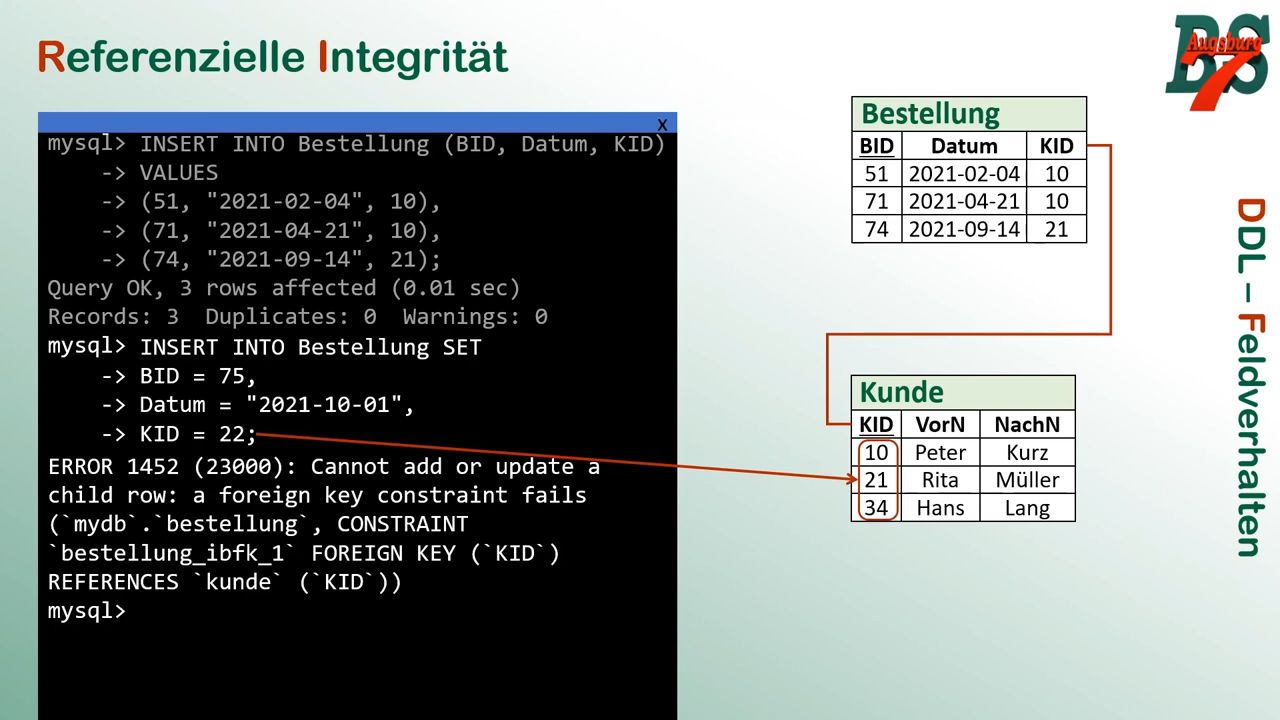 Referenzielle Integrität
BS Augsburg 7
x
mysql> INSERT INTO Bestellung (BID, Datum, KID)
-> VALUES
-> (51, "2021-02-04", 10),
-> (71, "2021-04-21", 10),
-> (74, "2021-09-14", 21);
Query OK, 3 rows affected (0.01 sec)
Records: 3  Duplicates: 0  Warnings: 0
mysql> INSERT INTO Bestellung SET
-> BID = 75,
-> Datum = "2021-10-01",
-> KID = 22;
ERROR 1452 (23000): Cannot add or update a
child row: a foreign key constraint fails
(`mydb`.`bestellung`, CONSTRAINT
`bestellung_ibfk_1` FOREIGN KEY (`KID`)
REFERENCES `kunde` (`KID`))
mysql>
Bestellung
BID Datum KID
51 2021-02-04 10
71 2021-04-21 10
74 2021-09-14 21
Kunde
KID VorN NachN
10 Peter Kurz
21 Rita Müller
34 Hans Lang
DDL – Feldverhalten